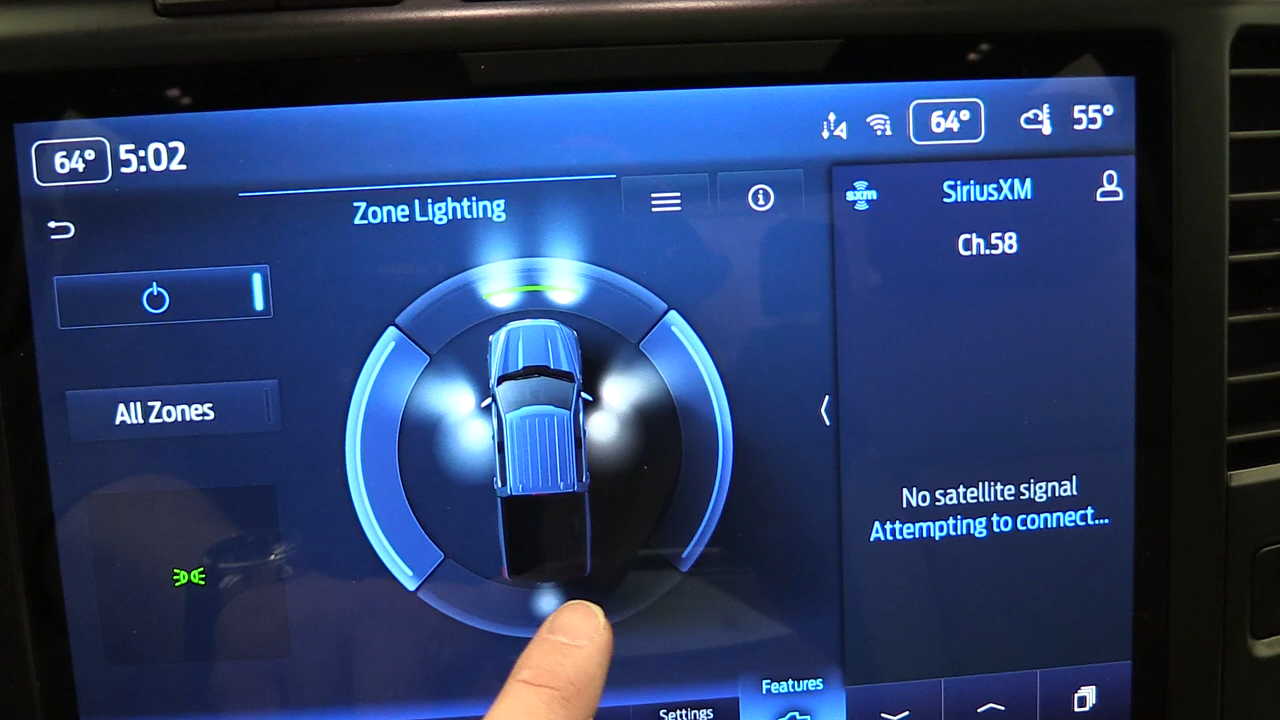 64° 5:02
64° 55°
Zone Lighting
sxm SiriusXM
Ch.58
All Zones
No satellite signal
Attempting to connect...
Features
Settings